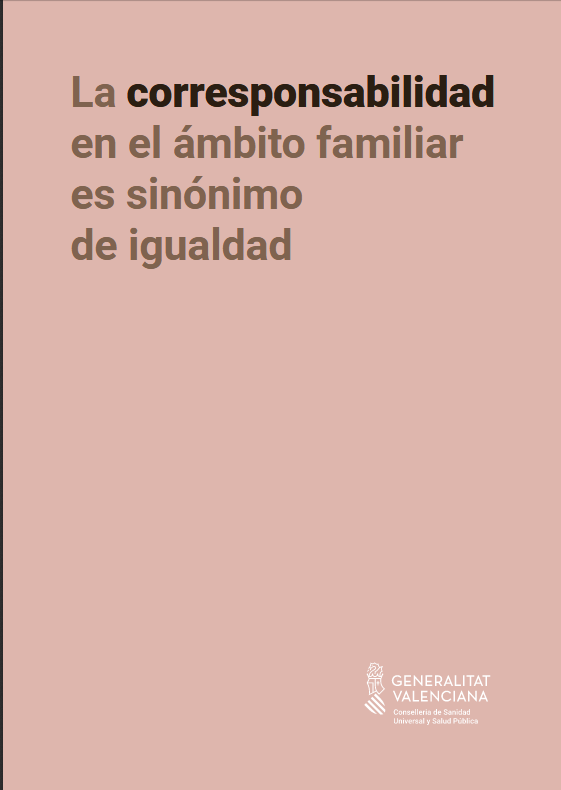 La corresponsabilidad
en el ámbito familiar
es sinónimo
de igualdad
GENERALITAT
VALENCIANA
Conselleria de Sanidad
Universal y Salud Pública